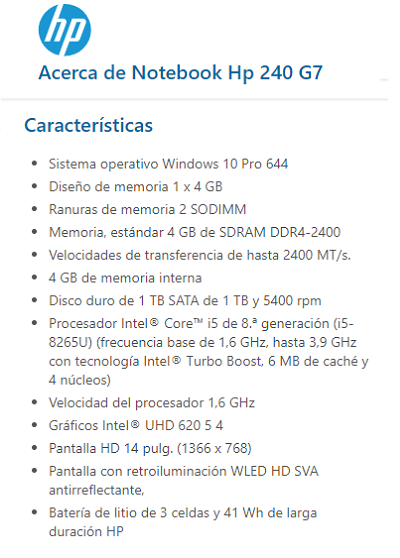 hp
Acerca de Notebook Hp 240 G7
Características
• Sistema operativo Windows 10 Pro 644
• Diseño de memoria 1 x 4 GB
• Ranuras de memoria 2 SODIMM
• Memoria, estándar 4 GB de SDRAM DDR4-2400
• Velocidades de transferencia de hasta 2400 MT/s.
• 4 GB de memoria interna
• Disco duro de 1 TB SATA de 1 TB y 5400 rpm
• Procesador Intel® Core™ i5 de 8.ª generación (i5-
8265U) (frecuencia base de 1,6 GHz, hasta 3,9 GHz
con tecnología Intel® Turbo Boost, 6 MB de caché y
4 núcleos)
• Velocidad del procesador 1,6 GHz
• Gráficos Intel® UHD 620 5 4
• Pantalla HD 14 pulg. (1366 x 768)
• Pantalla con retroiluminación WLED HD SVA
antirreflectante,
• Batería de litio de 3 celdas y 41 Wh de larga
duración HP